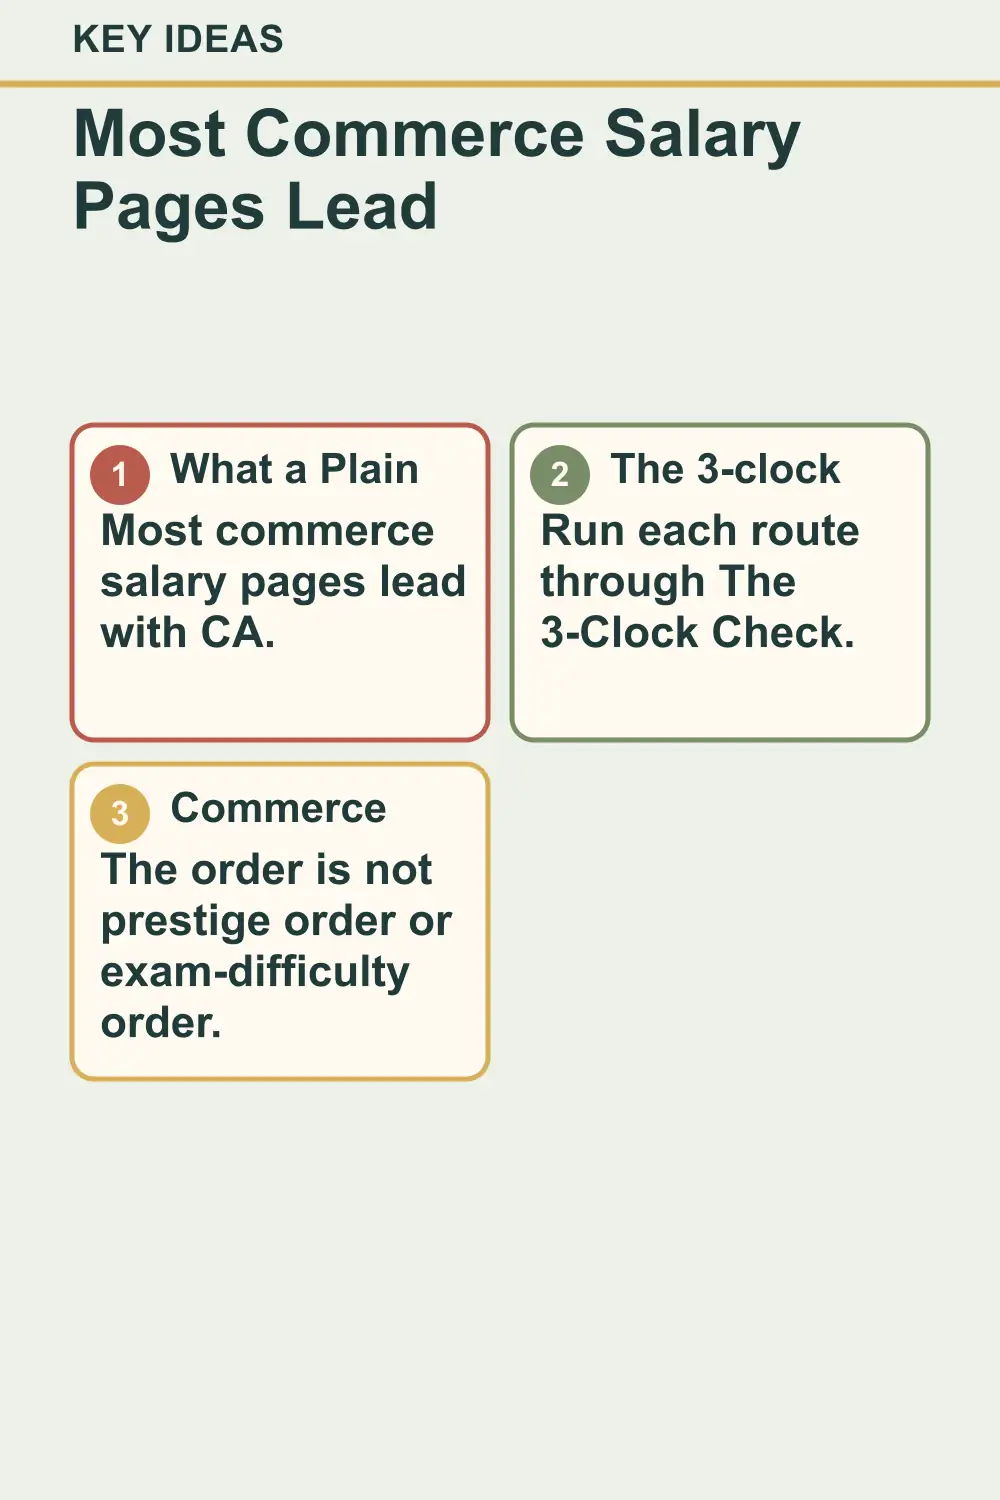 KEY IDEAS
Most Commerce Salary
Pages Lead
1 What a Plain
Most commerce
salary pages lead
with CA.
2 The 3-clock
Run each route
through The
3-Clock Check.
3 Commerce
The order is not
prestige order or
exam-difficulty
order.